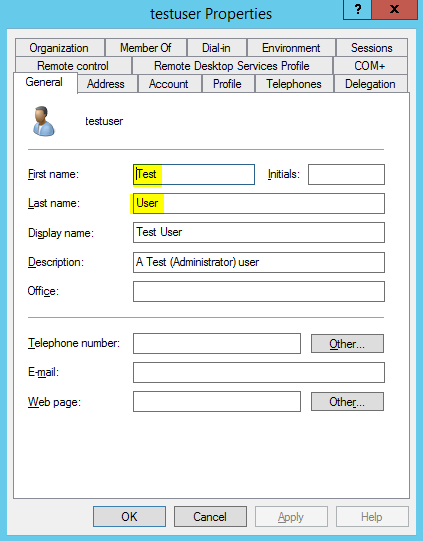 testuser Properties
? x
Organization Member Of Dial-in Environment Sessions
Remote control Remote Desktop Services Profile COM+
General Address Account Profile Telephones Delegation
testuser
First name: Test Initials:
Last name: User
Display name: Test User
Description: A Test (Administrator) user
Office:
Telephone number: Other...
E-mail:
Web page: Other...
OK Cancel Apply Help